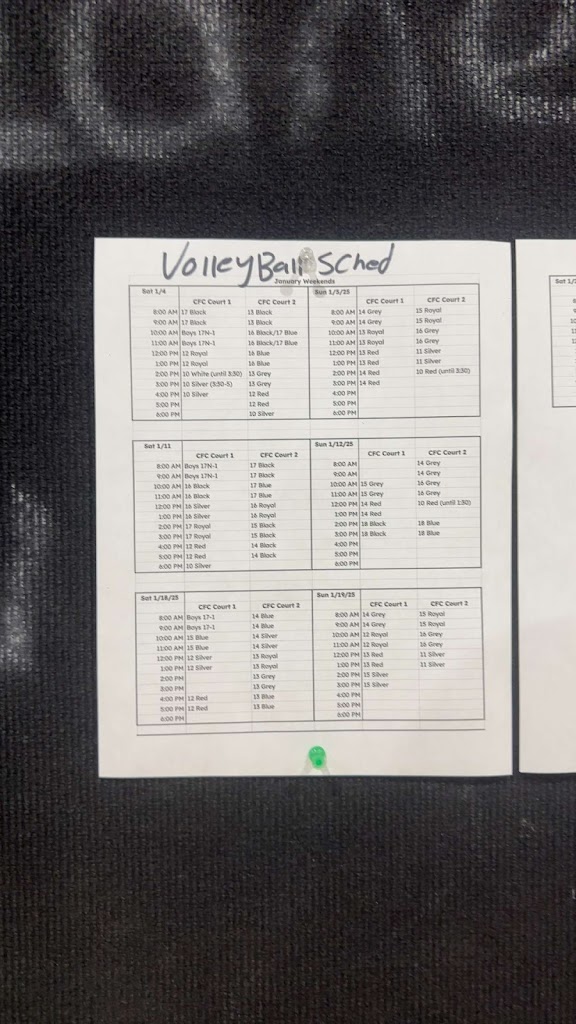 VolleyBall SChed
January Weekends
Sat 1/4 Sun 1/5/25
CFC Court 1 CFC Court 2 CFC Court 1 CFC Court 2
8:00 AM 17 Black 13 Black 8:00 AM 14 Grey 15 Royal
9:00 AM 17 Black 13 Black 9:00 AM 14 Grey 15 Royal
10:00 AM Boys 17N-1 16 Black/17 Blue 10:00 AM 13 Royal 16 Grey
11:00 AM Boys 17N-1 16 Black/17 Blue 11:00 AM 13 Royal 16 Grey
12:00 PM 12 Royal 16 Blue 12:00 PM 13 Red 11 Silver
1:00 PM 12 Royal 16 Blue 1:00 PM 13 Red 11 Silver
2:00 PM 10 White (until 3:30) 13 Grey 2:00 PM 14 Red 10 Red (until 3:30)
3:00 PM 10 Silver (3:30-5) 13 Grey 3:00 PM 14 Red
4:00 PM 10 Silver 12 Red 4:00 PM
5:00 PM 12 Red 5:00 PM
6:00 PM 10 Silver 6:00 PM
Sat 1/11 Sun 1/12/25
CFC Court 1 CFC Court 2 CFC Court 1 CFC Court 2
8:00 AM Boys 17N-1 17 Black 8:00 AM 14 Grey
9:00 AM Boys 17N-1 17 Black 9:00 AM 14 Grey
10:00 AM 16 Black 17 Blue 10:00 AM 15 Grey 16 Grey
11:00 AM 16 Black 17 Blue 11:00 AM 15 Grey 16 Grey
12:00 PM 16 Silver 16 Royal 12:00 PM 14 Red 10 Red (until 1:30)
1:00 PM 16 Silver 16 Royal 1:00 PM 14 Red
2:00 PM 17 Royal 15 Black 2:00 PM 18 Black 18 Blue
3:00 PM 17 Royal 15 Black 3:00 PM 18 Black 18 Blue
4:00 PM 12 Red 14 Black 4:00 PM
5:00 PM 12 Red 14 Black 5:00 PM
6:00 PM 10 Silver 6:00 PM
Sat 1/18/25 Sun 1/19/25
CFC Court 1 CFC Court 2 CFC Court 1 CFC Court 2
8:00 AM Boys 17-1 14 Blue 8:00 AM 14 Grey 15 Royal
9:00 AM Boys 17-1 14 Blue 9:00 AM 14 Grey 15 Royal
10:00 AM 15 Blue 14 Silver 10:00 AM 12 Royal 16 Grey
11:00 AM 15 Blue 14 Silver 11:00 AM 12 Royal 16 Grey
12:00 PM 12 Silver 13 Royal 12:00 PM 13 Red 11 Silver
1:00 PM 12 Silver 13 Royal 1:00 PM 13 Red 11 Silver
2:00 PM 13 Grey 2:00 PM 15 Silver
3:00 PM 13 Grey 3:00 PM 15 Silver
4:00 PM 12 Red 13 Blue 4:00 PM
5:00 PM 12 Red 13 Blue 5:00 PM
6:00 PM 6:00 PM